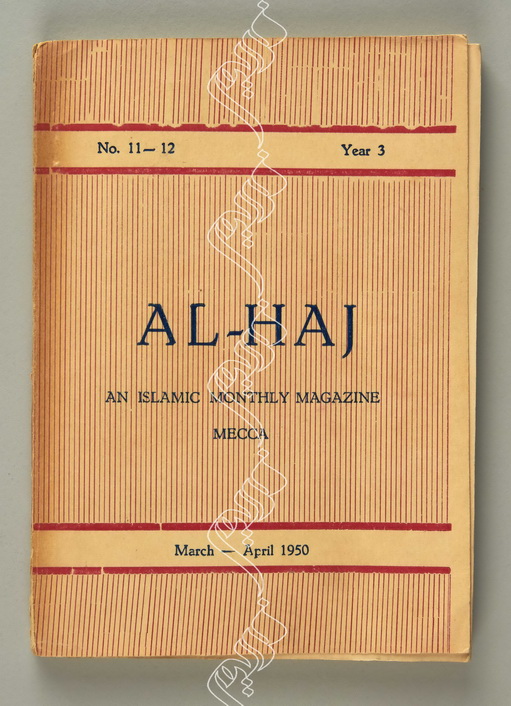 No. 11— 12 Year 3
AL-HAJ
AN ISLAMIC MONTHLY MAGAZINE
MECCA
March — April 1950